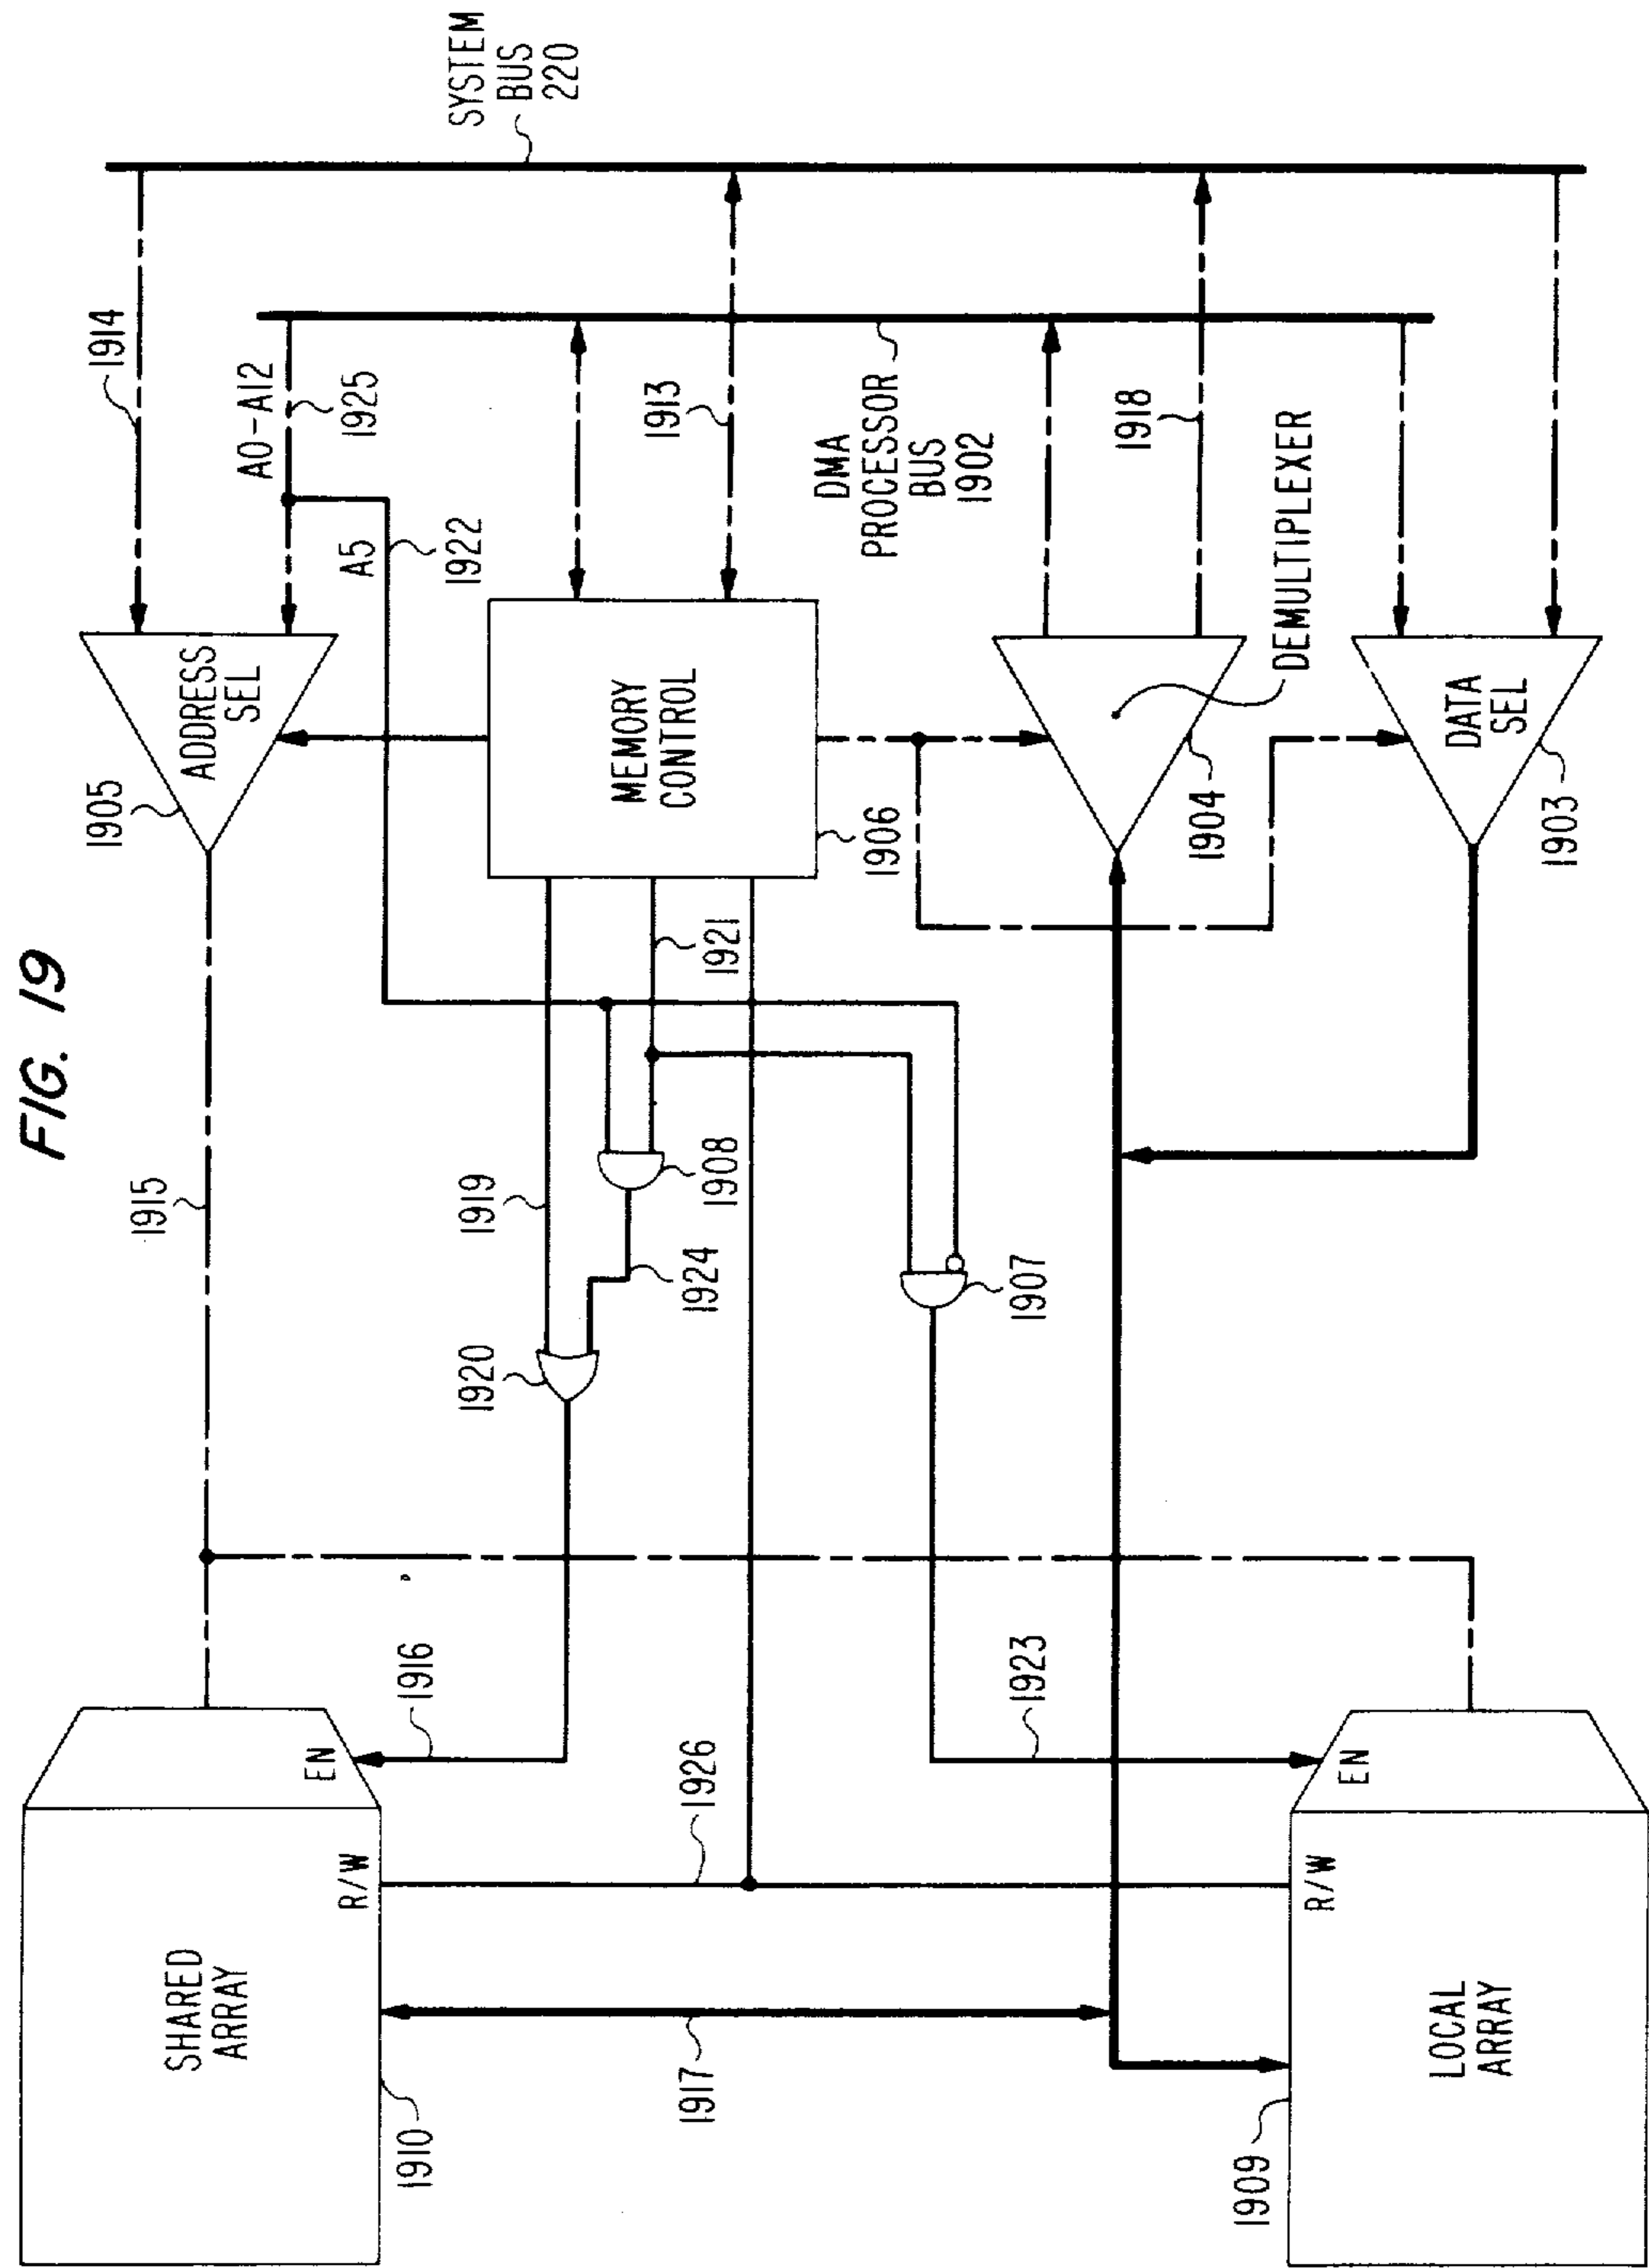 FIG. 19
SHARED
ARRAY
1910
R/W
EN
1916
1926
1917
1915
1905
ADDRESS
SEL
1914
A0-A12
1925
A5
1922
SYSTEM
BUS
220
1920
1919
1924
1908
1921
MEMORY
CONTROL
1906
1913
DMA
PROCESSOR
BUS
1902
1907
1923
1904
DEMULTIPLEXER
1918
1903
DATA
SEL
LOCAL
ARRAY
1909
R/W
EN